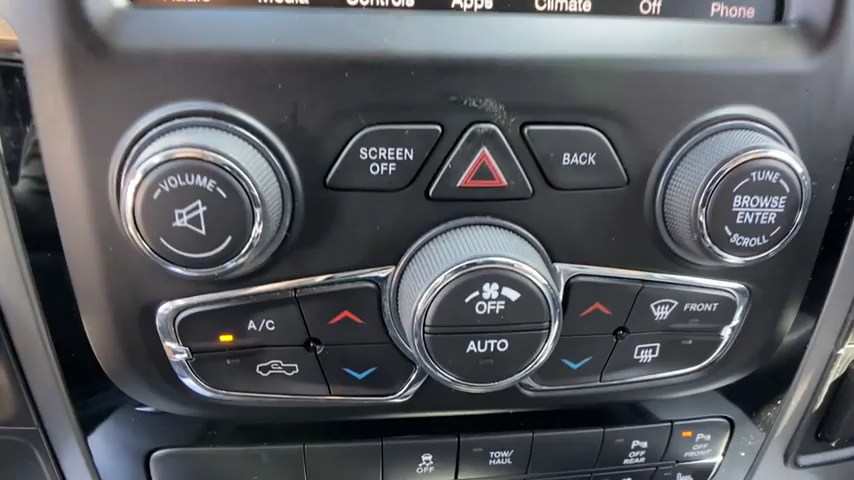 Media Controls Apps Climate Off Phone
SCREEN
OFF
BACK
VOLUME
TUNE
BROWSE
ENTER
SCROLL
OFF
AUTO
A/C
FRONT
OFF
TOW/
HAUL
P
OFF
REAR
P
OFF
FRONT